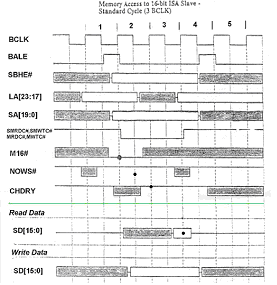 Memory Access to 16-bit ISA Slave -
Standard Cycle (3 BCLK)
1 2 3 4 5
BCLK
BALE
SBHE#
LA[23:17]
SA[19:0]
SMRDC#,SMWTC#
MRDC#,MWTC#
M16#
NOWS#
CHDRY
Read Data
SD[15:0]
Write Data
SD[15:0]